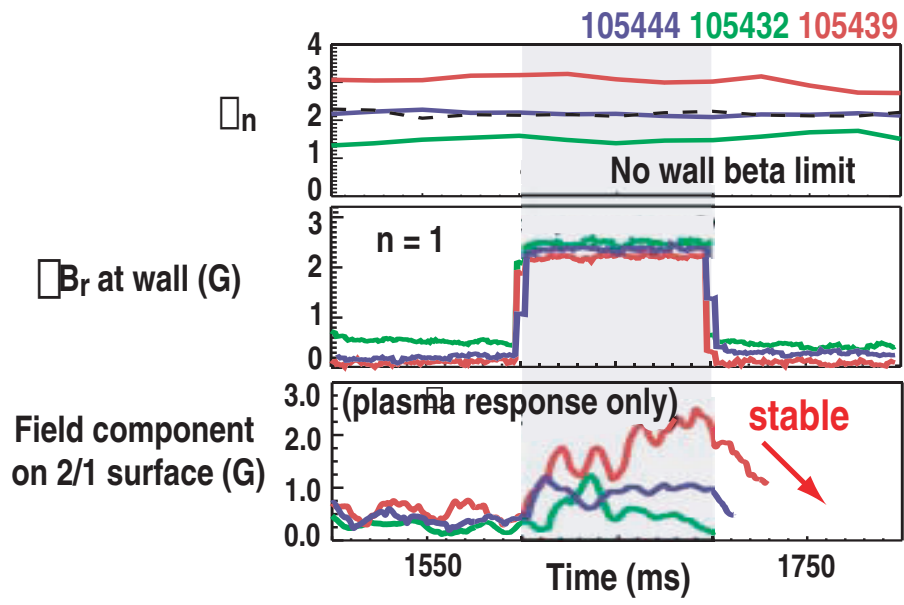 105444 105432 105439
4
3
2
1
0
□n
No wall beta limit
3
2
1
0
n = 1
□Br at wall (G)
3.0
2.0
1.0
0.0
(plasma response only)
□
stable
Field component
on 2/1 surface (G)
1550
1750
Time (ms)